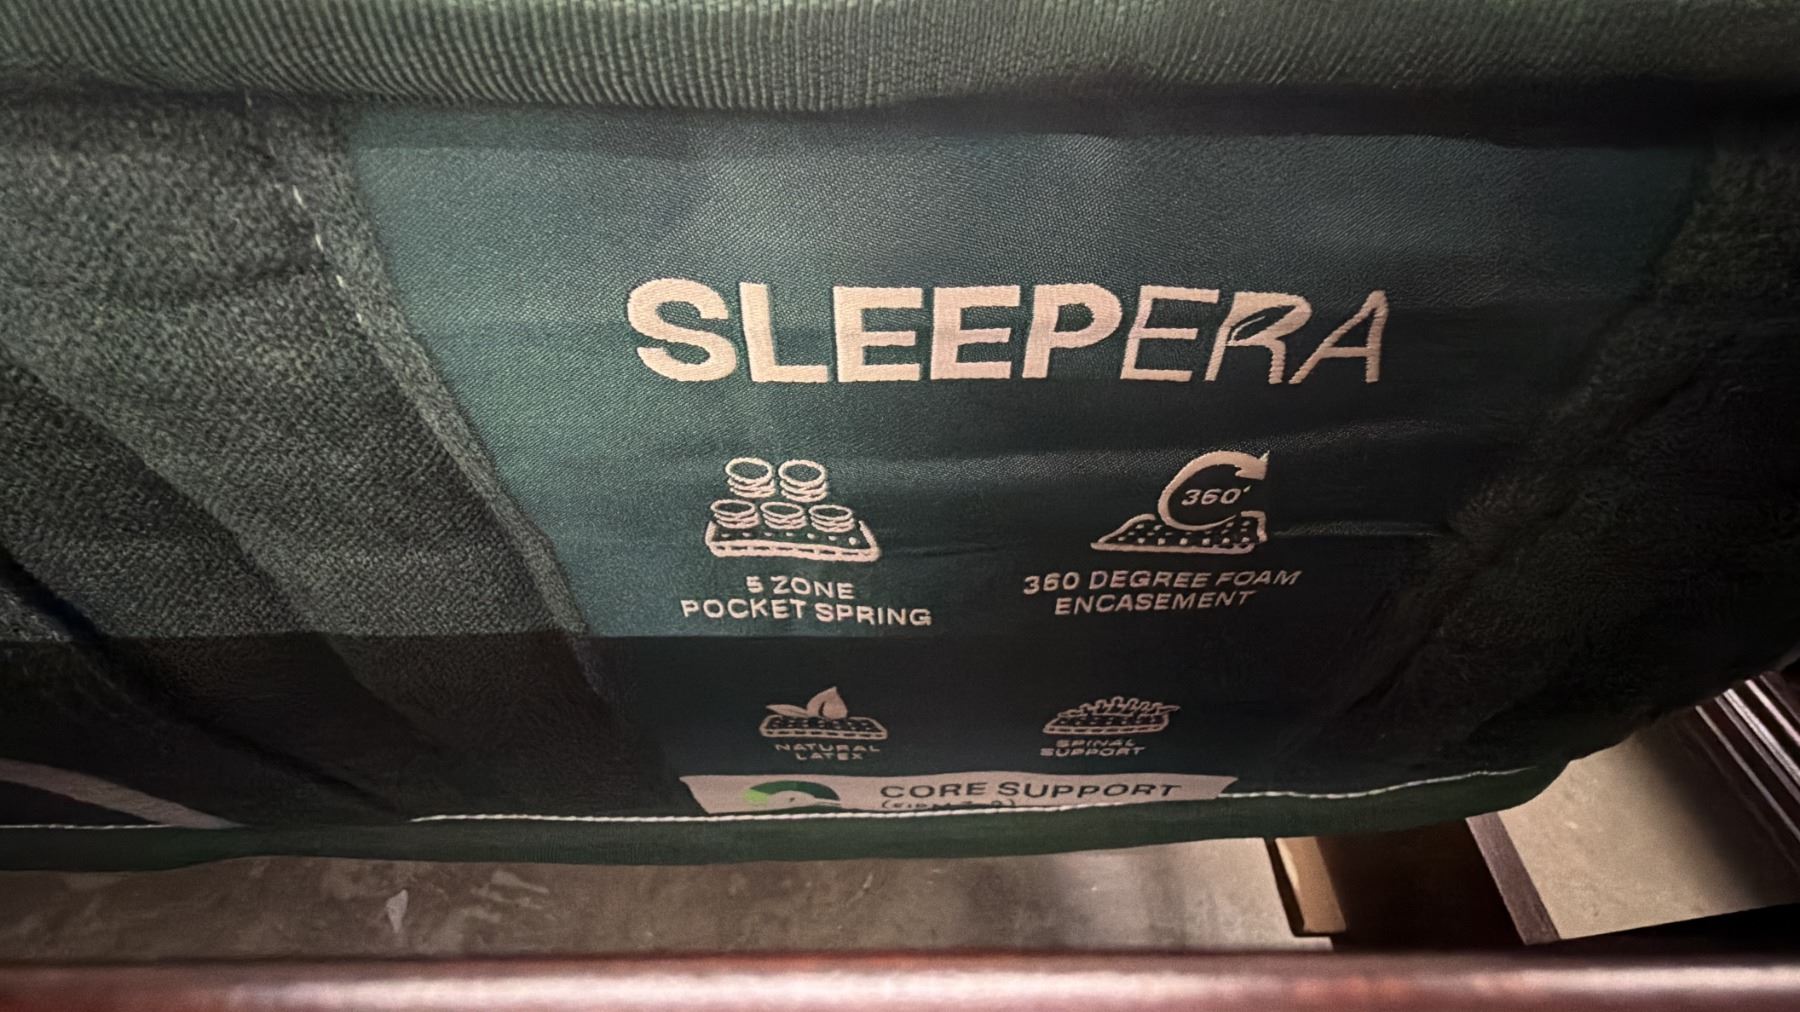 SLEEPERA
360°
5 ZONE
POCKET SPRING
360 DEGREE FOAM
ENCASEMENT
NATURAL
LATEX
SPINAL
SUPPORT
CORE SUPPORT